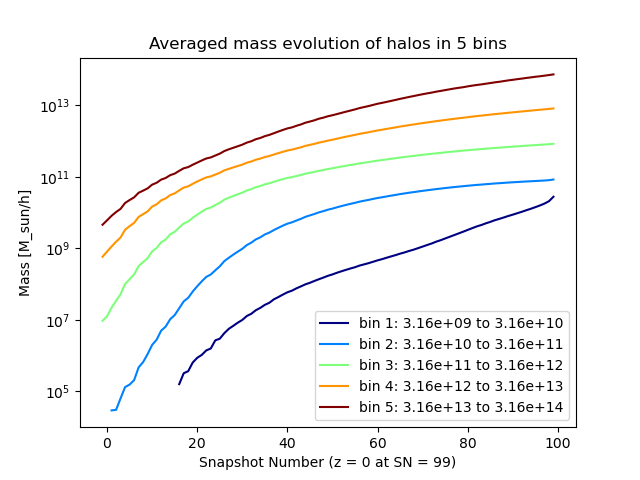 Averaged mass evolution of halos in 5 bins
Mass [M_sun/h]
10^13
10^11
10^9
10^7
10^5
bin 1: 3.16e+09 to 3.16e+10
bin 2: 3.16e+10 to 3.16e+11
bin 3: 3.16e+11 to 3.16e+12
bin 4: 3.16e+12 to 3.16e+13
bin 5: 3.16e+13 to 3.16e+14
0 20 40 60 80 100
Snapshot Number (z = 0 at SN = 99)